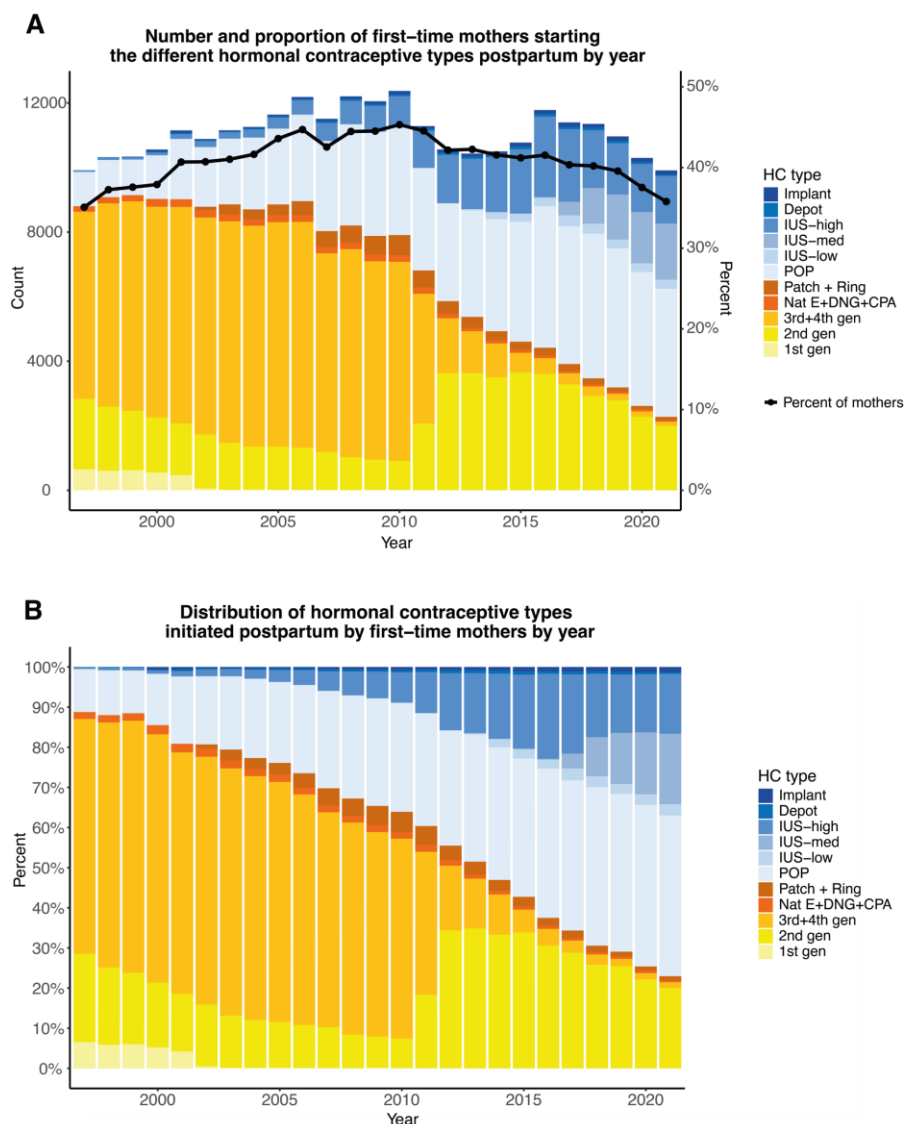 A
Number and proportion of first−time mothers starting
the different hormonal contraceptive types postpartum by year
12000
8000
4000
0
Count
50%
40%
30%
20%
10%
0%
Percent
2000
2005
2010
2015
2020
Year
HC type
Implant
Depot
IUS−high
IUS−med
IUS−low
POP
Patch + Ring
Nat E+DNG+CPA
3rd+4th gen
2nd gen
1st gen
Percent of mothers
B
Distribution of hormonal contraceptive types
initiated postpartum by first−time mothers by year
100%
90%
80%
70%
60%
50%
40%
30%
20%
10%
0%
Percent
2000
2005
2010
2015
2020
Year
HC type
Implant
Depot
IUS−high
IUS−med
IUS−low
POP
Patch + Ring
Nat E+DNG+CPA
3rd+4th gen
2nd gen
1st gen